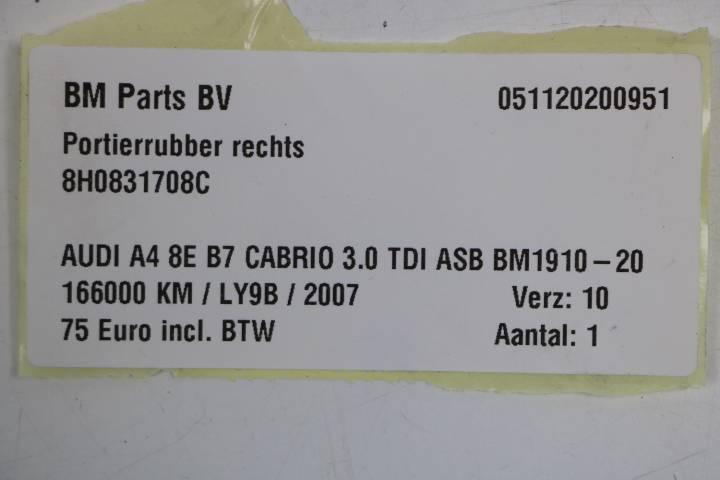 BM Parts BV 051120200951
Portierrubber rechts
8H0831708C
AUDI A4 8E B7 CABRIO 3.0 TDI ASB BM1910-20
166000 KM / LY9B / 2007 Verz: 10
75 Euro incl. BTW Aantal: 1